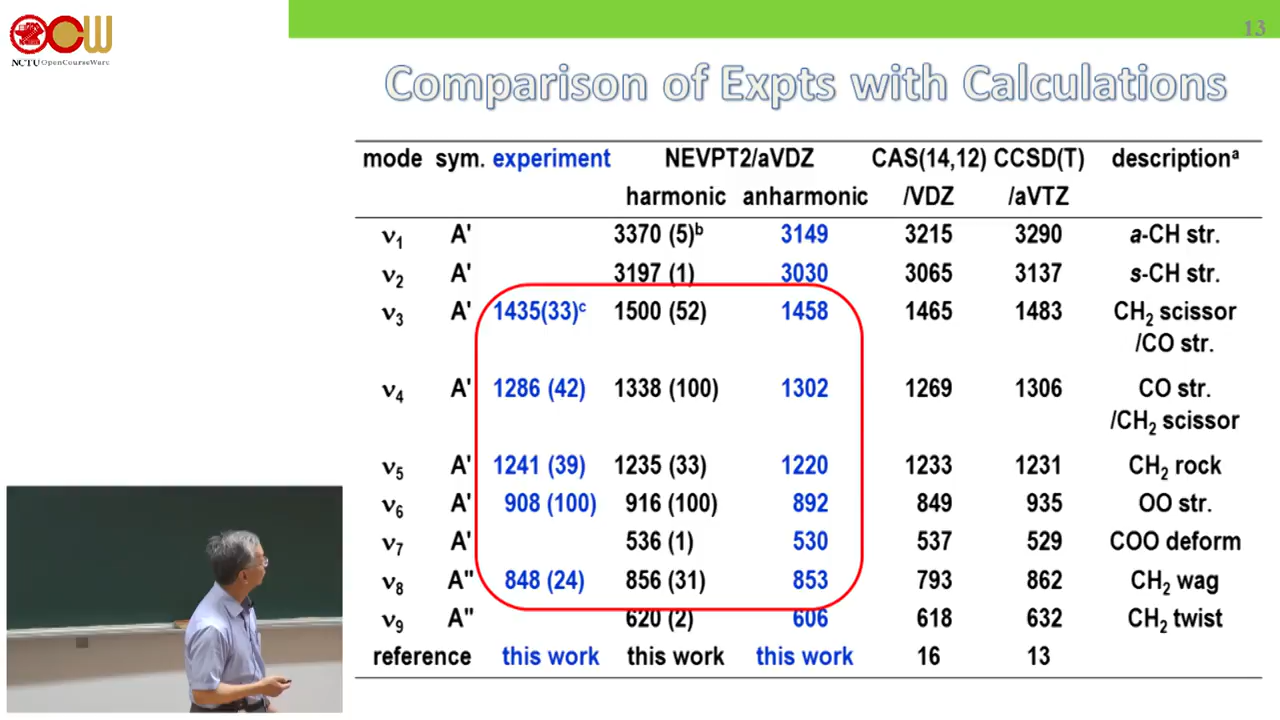 OCW
NCTU OpenCourseWare
13
Comparison of Expts with Calculations
mode sym. experiment NEVPT2/aVDZ CAS(14,12) CCSD(T) descriptionᵃ
harmonic anharmonic /VDZ /aVTZ
ν₁ A' 3370 (5)ᵇ 3149 3215 3290 a-CH str.
ν₂ A' 3197 (1) 3030 3065 3137 s-CH str.
ν₃ A' 1435(33)ᶜ 1500 (52) 1458 1465 1483 CH₂ scissor
/CO str.
ν₄ A' 1286 (42) 1338 (100) 1302 1269 1306 CO str.
/CH₂ scissor
ν₅ A' 1241 (39) 1235 (33) 1220 1233 1231 CH₂ rock
ν₆ A' 908 (100) 916 (100) 892 849 935 OO str.
ν₇ A' 536 (1) 530 537 529 COO deform
ν₈ A" 848 (24) 856 (31) 853 793 862 CH₂ wag
ν₉ A" 620 (2) 606 618 632 CH₂ twist
reference this work this work this work 16 13